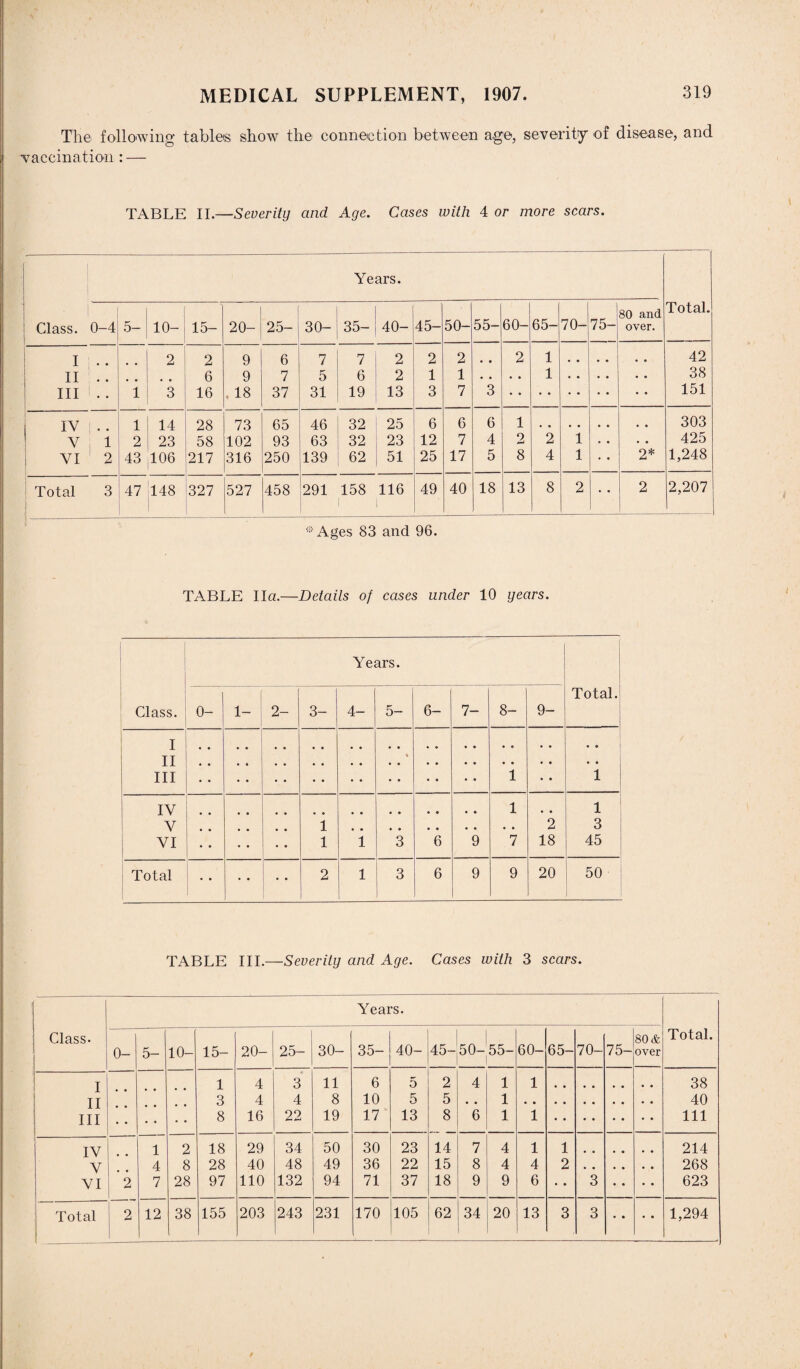 MEDICAL SUPPLEMENT, 1907. 319
The following tables show the connection between age, severity of disease, and
vaccination : —
TABLE II.—Severity and Age. Cases with 4 or more scars.
Years.
Class. 0-4 5- 10- 15- 20- 25- 30- 35- 40- 45- 50- 55- 60- 65- 70- 75- 80 and over. Total.
I .. .. 2 2 9 6 7 7 2 2 2 .. 2 1 .. .. .. 42
II .. .. .. 6 9 7 5 6 2 1 1 .. .. 1 .. .. .. 38
III .. 1 3 16 18 37 31 19 13 3 7 3 .. .. .. .. .. 151
IV .. 1 14 28 73 65 46 32 25 6 6 6 1 .. .. .. .. 303
V 1 2 23 58 102 93 63 32 23 12 7 4 2 2 1 .. .. 425
VI 2 43 106 217 316 250 139 62 51 25 17 5 8 4 1 .. 2* 1,248
Total 3 47 148 327 527 458 291 158 116 49 40 18 13 8 2 .. 2 2,207
* Ages 83 and 96.
TABLE IIa.—Details of cases under 10 years.
Years.
Class. 0- 1- 2- 3- 4- 5- 6- 7- 8- 9- Total.
I .. .. .. .. .. .. .. .. .. .. ..
II .. .. .. .. .. .. .. .. .. .. ..
III .. .. .. .. .. .. .. .. 1 .. 1
IV .. .. .. .. .. .. .. .. 1 .. 1
V .. .. .. 1 .. .. .. .. .. 2 3
VI .. .. .. 1 1 3 6 9 7 18 45
Total .. .. .. 2 1 3 6 9 9 20 50
TABLE III.—Severity and Age. Cases with 3 scars.
Years.
Class. 0- 5- 10- 15- 20- 25- 30- 35- 40- 45- 50- 55- 60- 65- 70- 75- 80 & over Total.
I .. .. .. 1 4 3 11 6 5 2 4 1 1 .. .. .. .. 38
II .. .. .. 3 4 4 8 10 5 5 .. 1 .. .. .. .. .. 40
III .. .. .. 8 16 22 19 17 13 8 6 1 1 .. .. .. .. 111
IV .. 1 2 18 29 34 50 30 23 14 7 4 1 1 .. .. .. 214
V .. 4 8 28 40 48 49 36 22 15 8 4 4 2 .. .. .. 268
VI 2 7 28 97 110 132 94 71 37 18 9 9 6 .. 3 .. .. 623
Total 2 12 38 155 203 243 231 170 105 62 34 20 13 3 3 .. .. 1,294